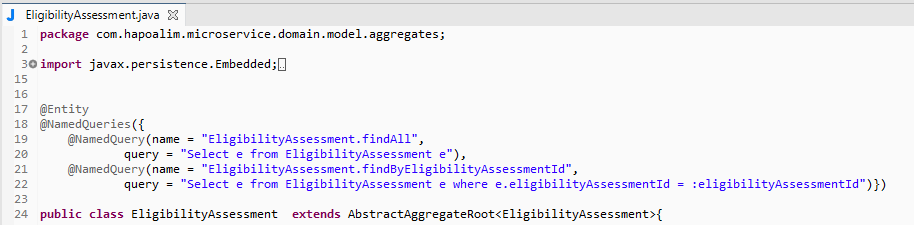 EligibilityAssessment.java
1 package com.hapoalim.microservice.domain.model.aggregates;
2
3 import javax.persistence.Embedded;
15
16
17 @Entity
18 @NamedQueries({
19 @NamedQuery(name = "EligibilityAssessment.findAll",
20 query = "Select e from EligibilityAssessment e"),
21 @NamedQuery(name = "EligibilityAssessment.findByEligibilityAssessmentId",
22 query = "Select e from EligibilityAssessment e where e.eligibilityAssessmentId = :eligibilityAssessmentId")})
23
24 public class EligibilityAssessment  extends AbstractAggregateRoot<EligibilityAssessment>{